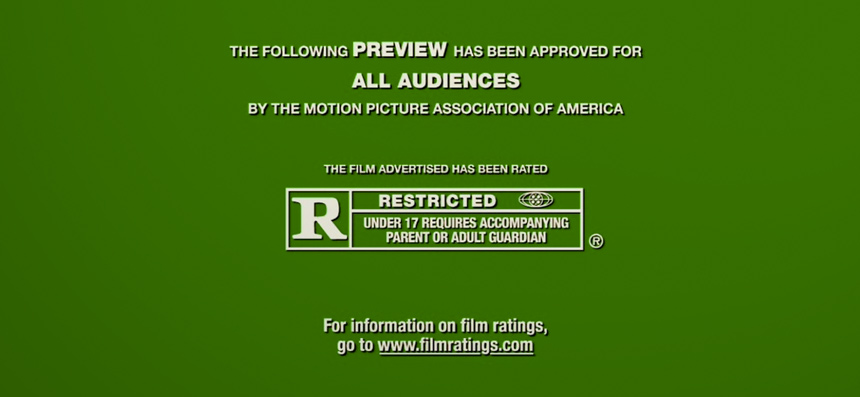 THE FOLLOWING PREVIEW HAS BEEN APPROVED FOR
ALL AUDIENCES
BY THE MOTION PICTURE ASSOCIATION OF AMERICA
THE FILM ADVERTISED HAS BEEN RATED
R RESTRICTED
UNDER 17 REQUIRES ACCOMPANYING
PARENT OR ADULT GUARDIAN ®
For information on film ratings,
go to www.filmratings.com